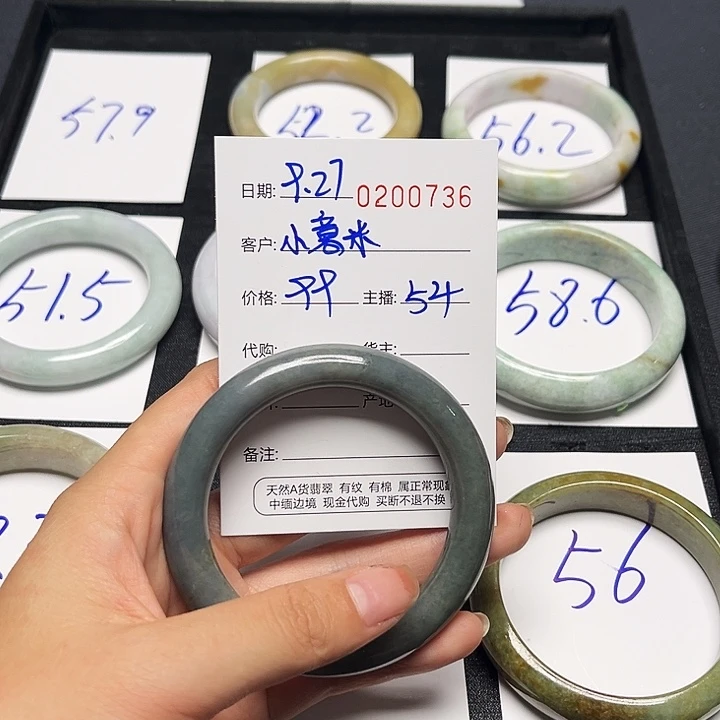 57.9
52.2
56.2
日期: 9.27 0200736
客户: 小薏米
价格: 99 主播: 54
51.5
58.6
代购: 货主:
产地
备注:
天然A货翡翠 有纹 有棉 属正常现象
中缅边境 现金代购 买断不退不换
56